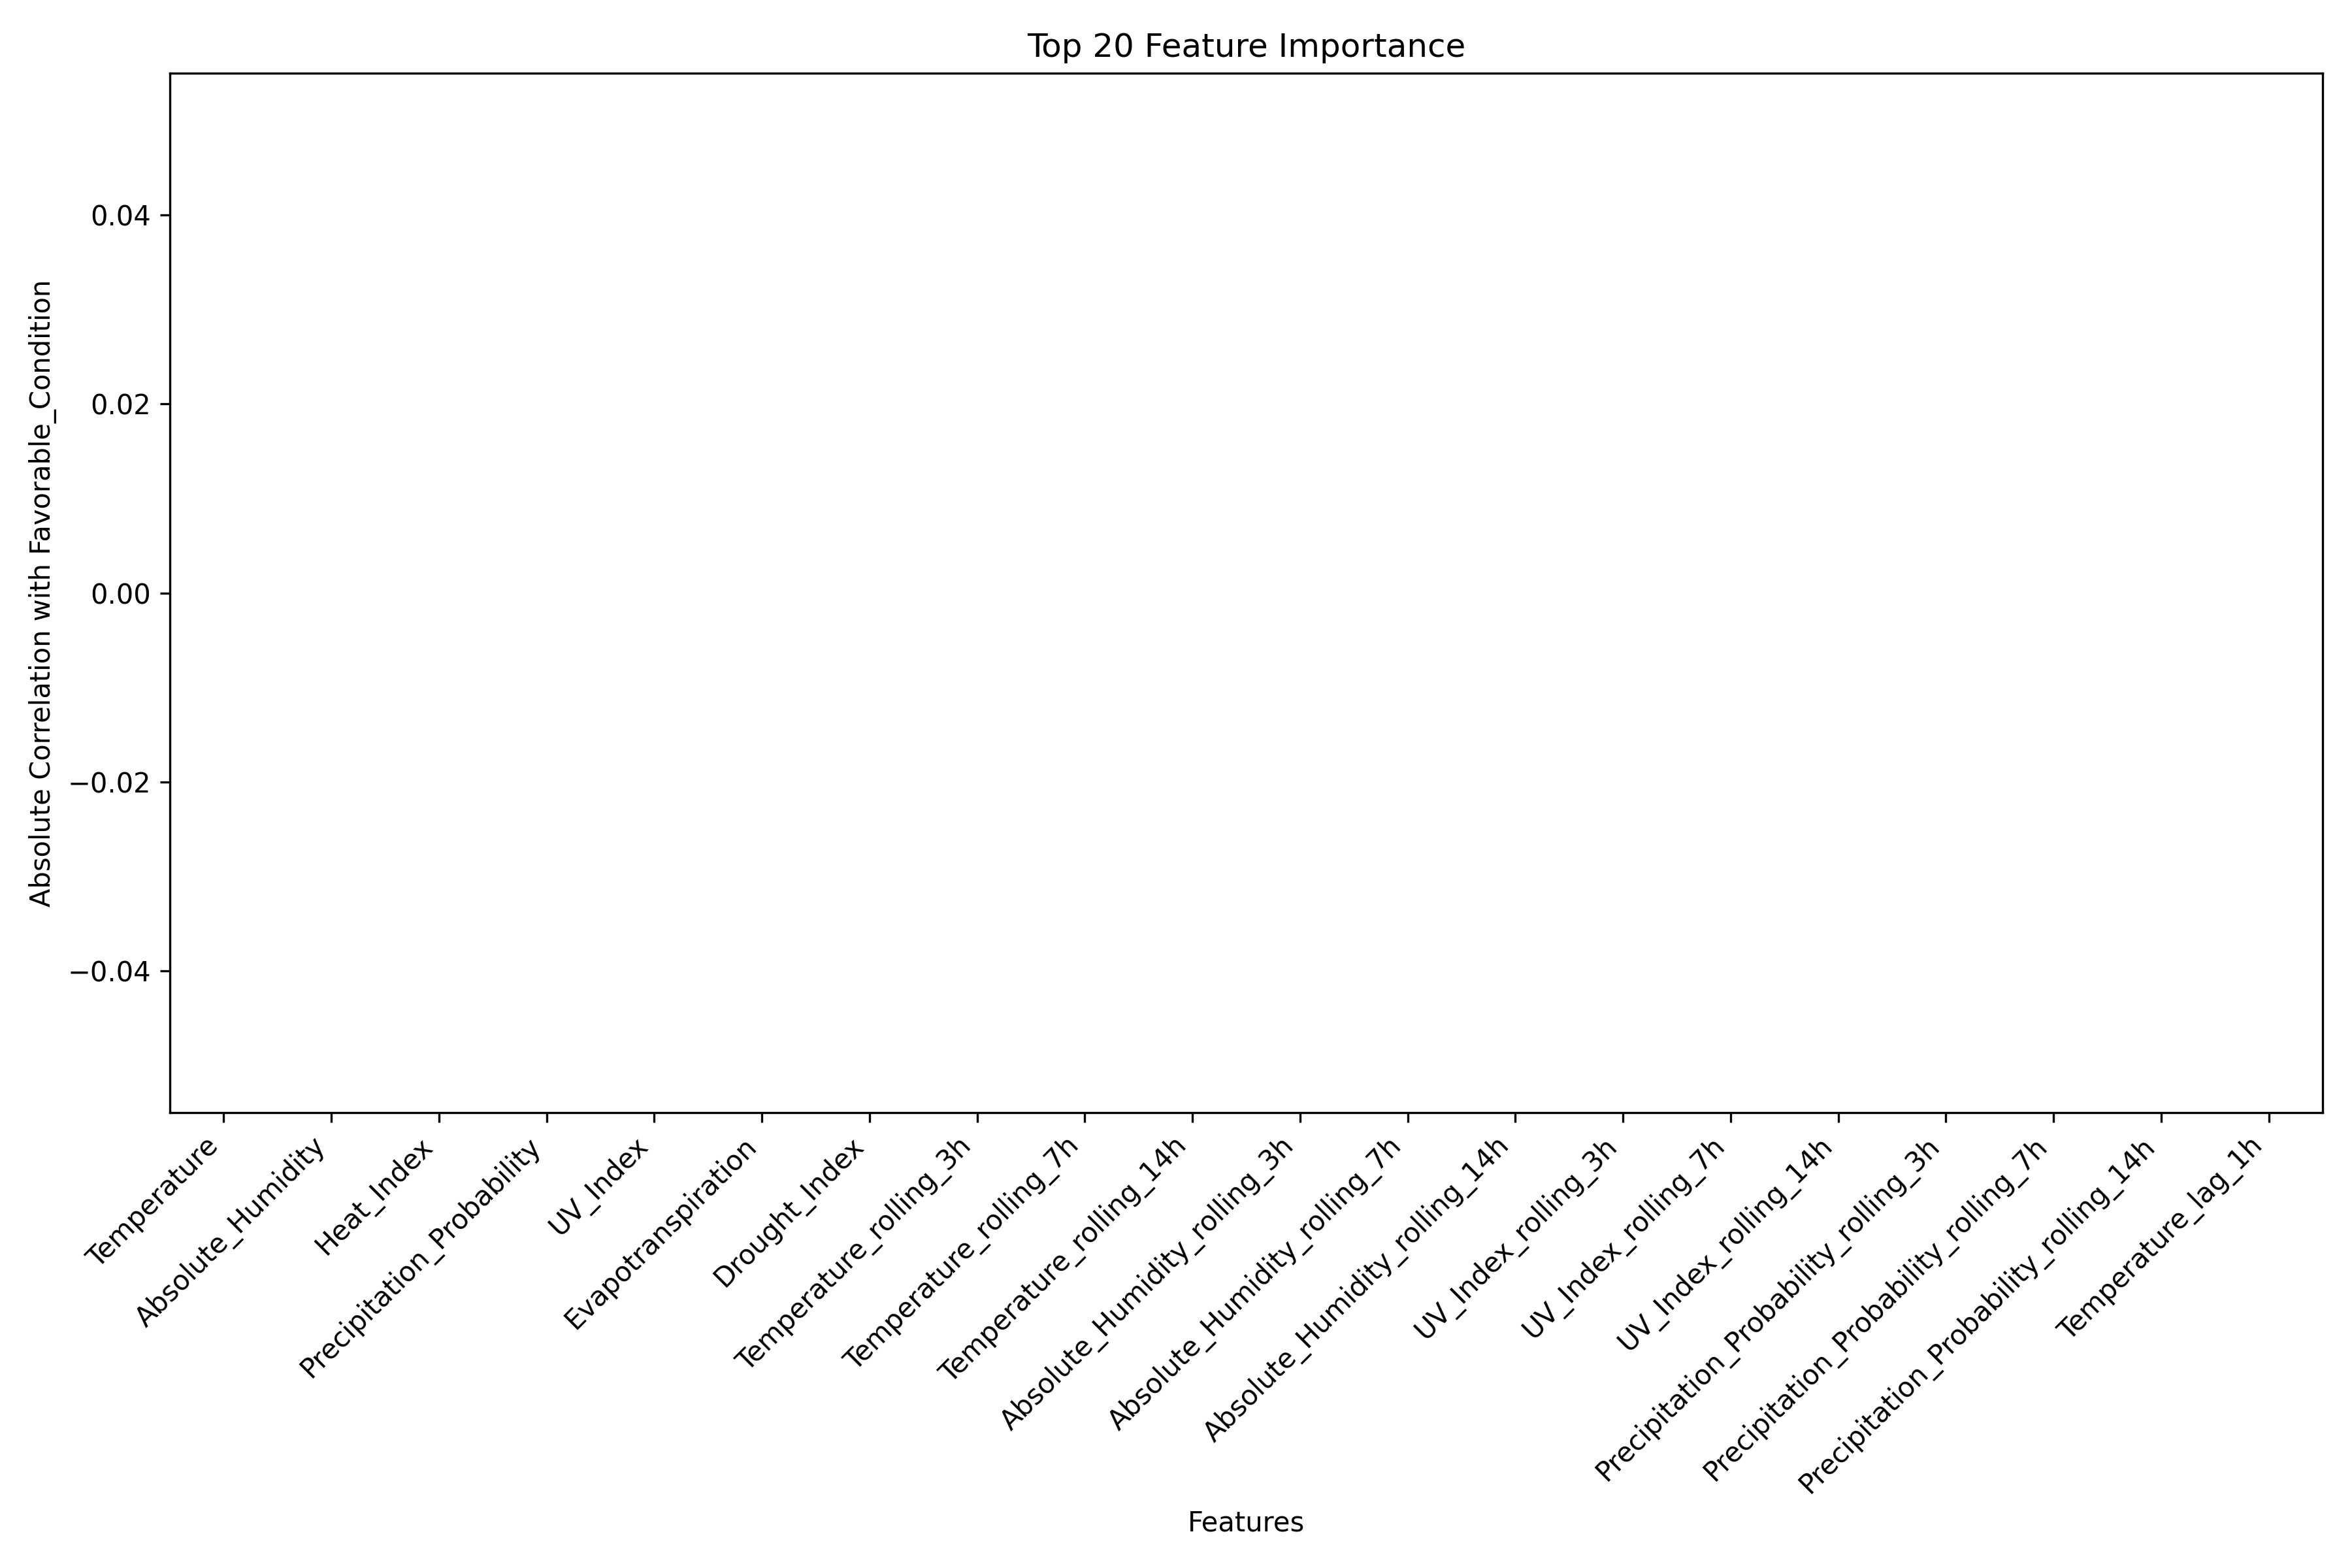 Top 20 Feature Importance
Absolute Correlation with Favorable_Condition
0.04
0.02
0.00
−0.02
−0.04
Temperature
Absolute_Humidity
Heat_Index
Precipitation_Probability
UV_Index
Evapotranspiration
Drought_Index
Temperature_rolling_3h
Temperature_rolling_7h
Temperature_rolling_14h
Absolute_Humidity_rolling_3h
Absolute_Humidity_rolling_7h
Absolute_Humidity_rolling_14h
UV_Index_rolling_3h
UV_Index_rolling_7h
UV_Index_rolling_14h
Precipitation_Probability_rolling_3h
Precipitation_Probability_rolling_7h
Precipitation_Probability_rolling_14h
Temperature_lag_1h
Features